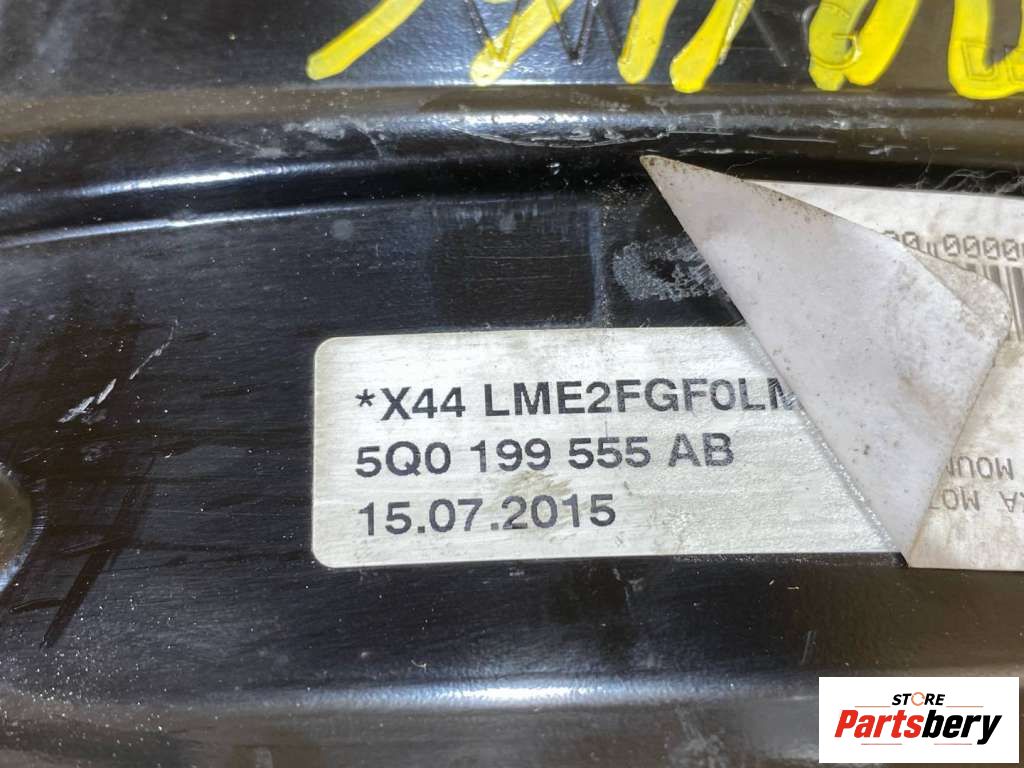 *X44 LME2FGF0LM
5Q0 199 555 AB
15.07.2015
STORE
Partsbery